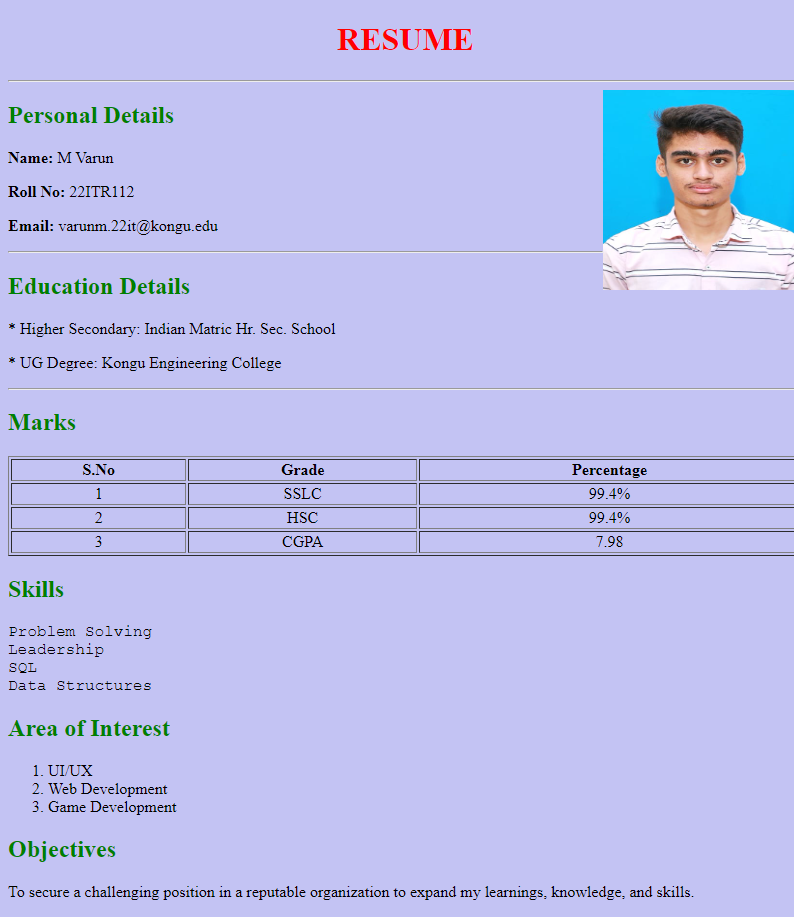 RESUME
Personal Details
Name: M Varun
Roll No: 22ITR112
Email: varunm.22it@kongu.edu
Education Details
* Higher Secondary: Indian Matric Hr. Sec. School
* UG Degree: Kongu Engineering College
Marks
S.No Grade Percentage
1 SSLC 99.4%
2 HSC 99.4%
3 CGPA 7.98
Skills
Problem Solving
Leadership
SQL
Data Structures
Area of Interest
1. UI/UX
2. Web Development
3. Game Development
Objectives
To secure a challenging position in a reputable organization to expand my learnings, knowledge, and skills.